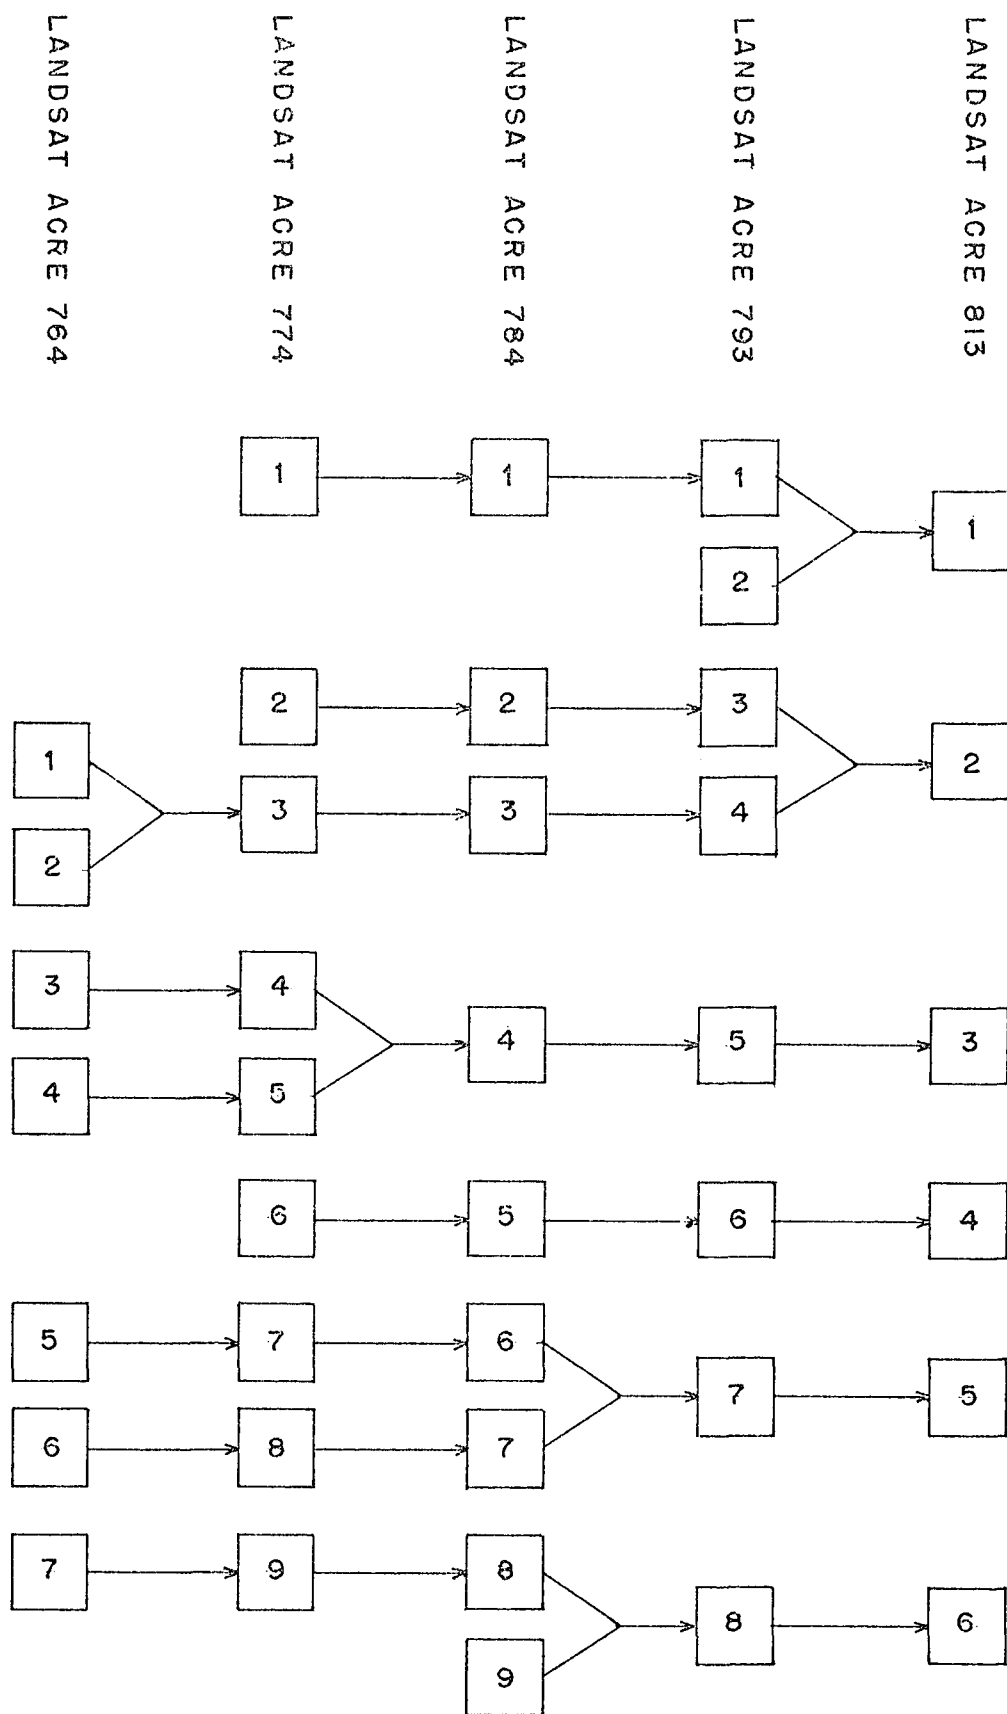 LANDSAT ACRE 764
LANDSAT ACRE 774
LANDSAT ACRE 784
LANDSAT ACRE 793
LANDSAT ACRE 813
1 1 1
1
2
2 2 3
1
2
3 3 4
2
3 4
4 5 3
4 5
6 5 6 4
5 7 6
7 5
6 8 7
7 9 8
8 6
9